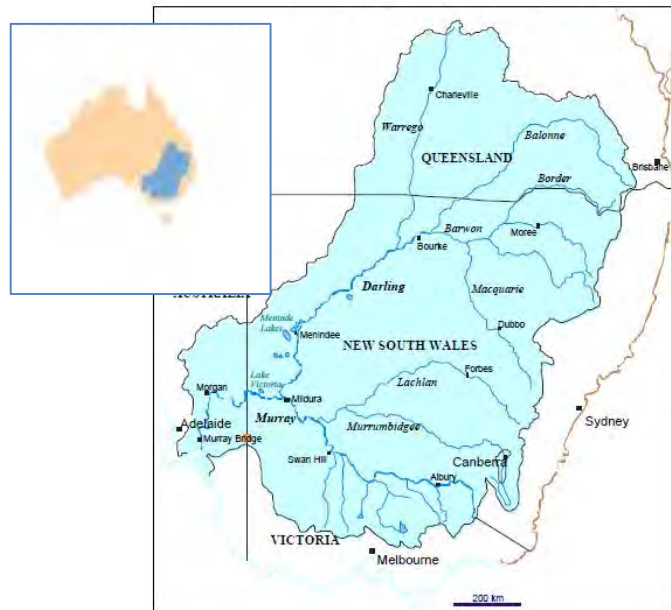 Charleville
Warrego
Balonne
QUEENSLAND
Brisbane
Border
Barwon
Moree
Bourke
Darling
Macquarie
AUSTRALIA
Menindee
Lakes
Menindee
Dubbo
NEW SOUTH WALES
Forbes
Lake
Victoria
Lachlan
Morgan
Mildura
Sydney
Adelaide
Murray
Murrumbidgee
Murray Bridge
Swan Hill
Canberra
Albury
VICTORIA
Melbourne
200 km